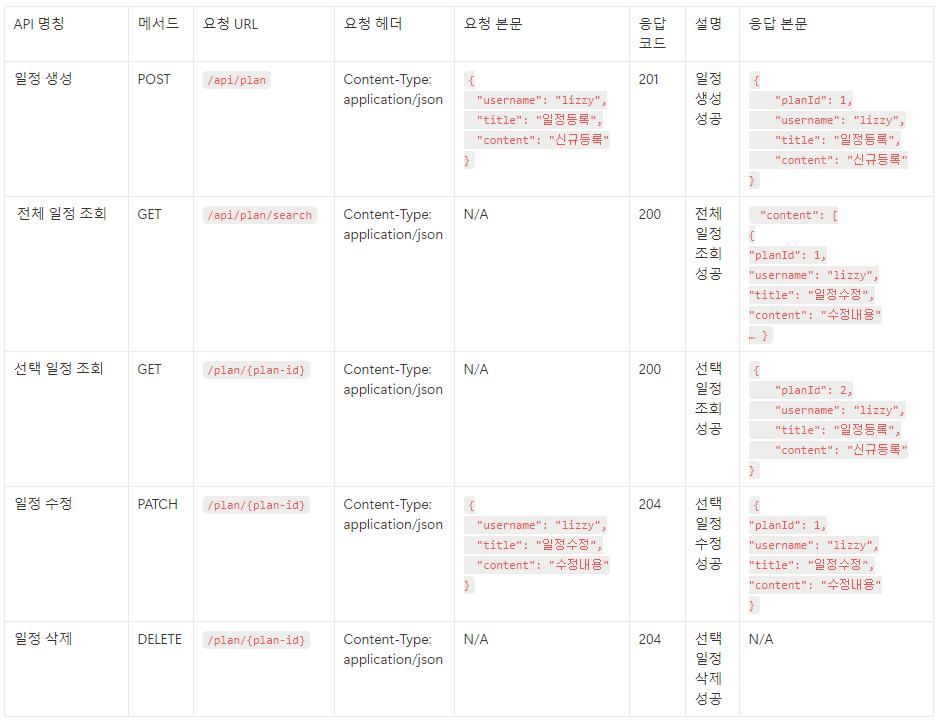 API 명칭
메서드
요청 URL
요청 헤더
요청 본문
응답
코드
설명
응답 본문
일정 생성
POST
/api/plan
Content-Type:
application/json
{
"username": "lizzy",
"title": "일정등록",
"content": "신규등록"
}
201
일정
생성
성공
{
"planId": 1,
"username": "lizzy",
"title": "일정등록",
"content": "신규등록"
}
전체 일정 조회
GET
/api/plan/search
Content-Type:
application/json
N/A
200
전체
일정
조회
성공
"content": [
{
"planId": 1,
"username": "lizzy",
"title": "일정수정",
"content": "수정내용"
… }
선택 일정 조회
GET
/plan/{plan-id}
Content-Type:
application/json
N/A
200
선택
일정
조회
성공
{
"planId": 2,
"username": "lizzy",
"title": "일정등록",
"content": "신규등록"
}
일정 수정
PATCH
/plan/{plan-id}
Content-Type:
application/json
{
"username": "lizzy",
"title": "일정수정",
"content": "수정내용"
}
204
선택
일정
수정
성공
{
"planId": 1,
"username": "lizzy",
"title": "일정수정",
"content": "수정내용"
}
일정 삭제
DELETE
/plan/{plan-id}
Content-Type:
application/json
N/A
204
선택
일정
삭제
성공
N/A